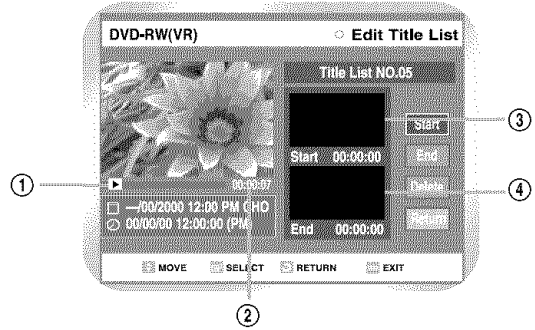 DVD-RW(VR) Edit Title List
Title List NO.05
Start
Start 00:00:00
00:00:07
End
—/00/2000 12:00 PM CHO
Delete
00/00/00 12:00:00 (PM)
Return
End 00:00:00
MOVE SELECT RETURN EXIT
① ② ③ ④